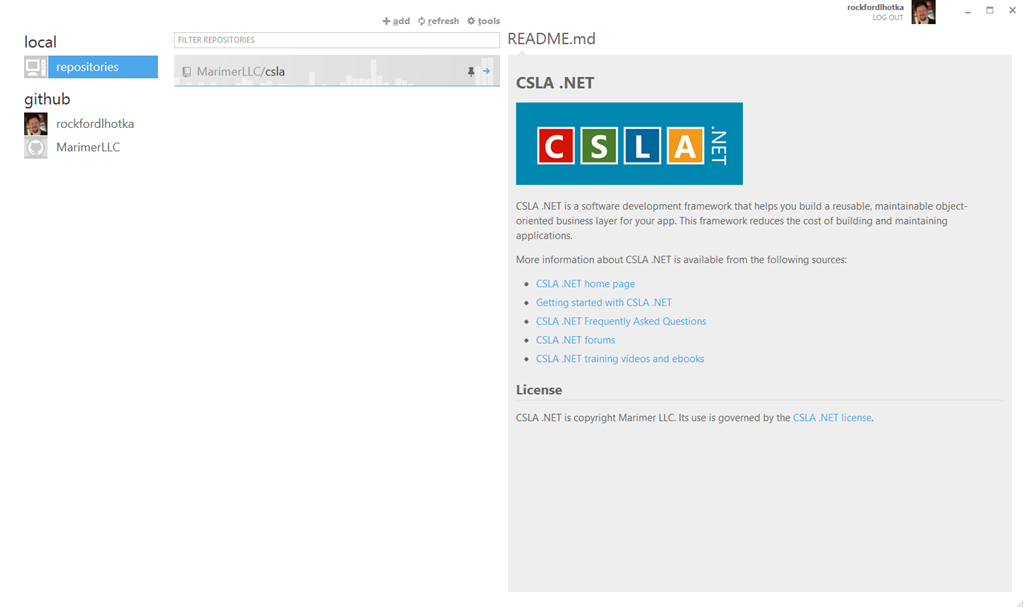 rockfordlhotka
LOG OUT
add refresh tools
local
repositories
github
rockfordlhotka
MarimerLLC
FILTER REPOSITORIES
MarimerLLC/csla
README.md
CSLA .NET
CSLA .NET
CSLA .NET is a software development framework that helps you build a reusable, maintainable object-
oriented business layer for your app. This framework reduces the cost of building and maintaining
applications.
More information about CSLA .NET is available from the following sources:
CSLA .NET home page
Getting started with CSLA .NET
CSLA .NET Frequently Asked Questions
CSLA .NET forums
CSLA .NET training videos and ebooks
License
CSLA .NET is copyright Marimer LLC. Its use is governed by the CSLA .NET license.